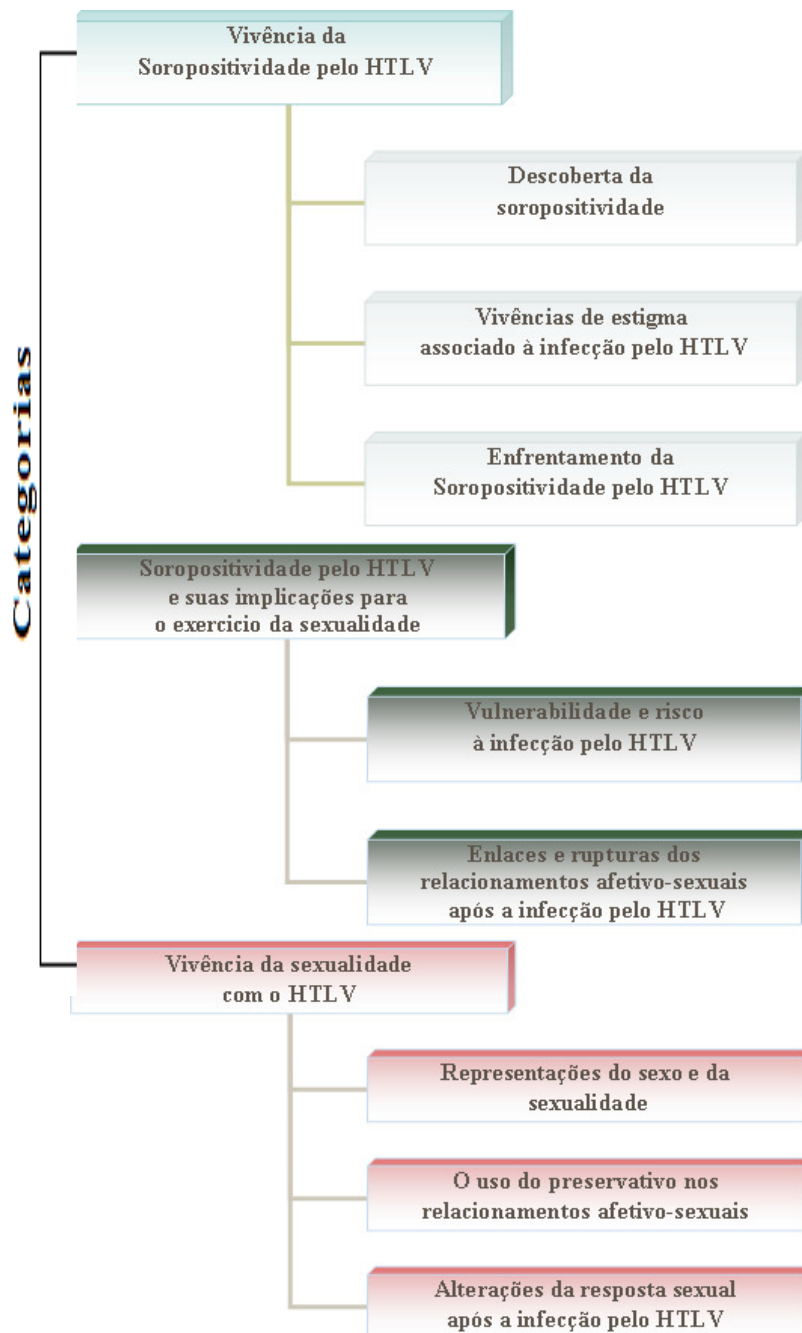 Categorias
Vivência da
Soropositividade pelo HTLV
Descoberta da
soropositividade
Vivências de estigma
associado à infecção pelo HTLV
Enfrentamento da
Soropositividade pelo HTLV
Soropositividade pelo HTLV
e suas implicações para
o exercicio da sexualidade
Vulnerabilidade e risco
à infecção pelo HTLV
Enlaces e rupturas dos
relacionamentos afetivo-sexuais
após a infecção pelo HTLV
Vivência da sexualidade
com o HTLV
Representações do sexo e da
sexualidade
O uso do preservativo nos
relacionamentos afetivo-sexuais
Alterações da resposta sexual
após a infecção pelo HTLV